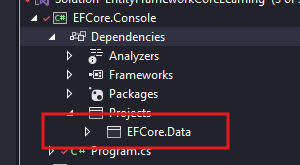 EFCore.Console
Dependencies
Analyzers
Frameworks
Packages
Projects
EFCore.Data
Program.cs